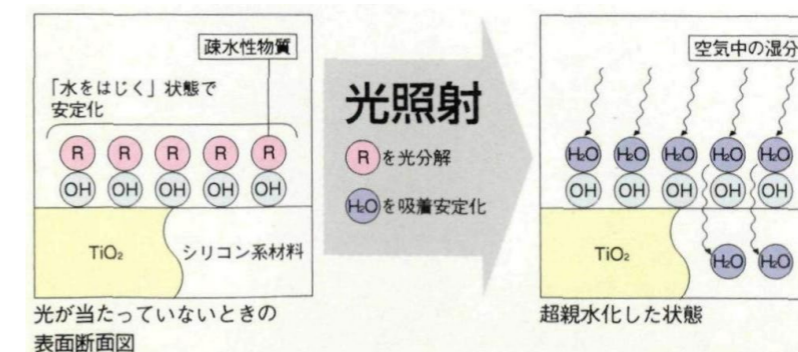 疎水性物質
「水をはじく」状態で
安定化
R R R R R
OH OH OH OH OH
TiO₂ シリコン系材料
光が当たっていないときの
表面断面図
光照射
Rを光分解
H₂Oを吸着安定化
空気中の湿分
H₂O H₂O H₂O H₂O H₂O
OH OH OH OH OH
TiO₂
H₂O H₂O
超親水化した状態